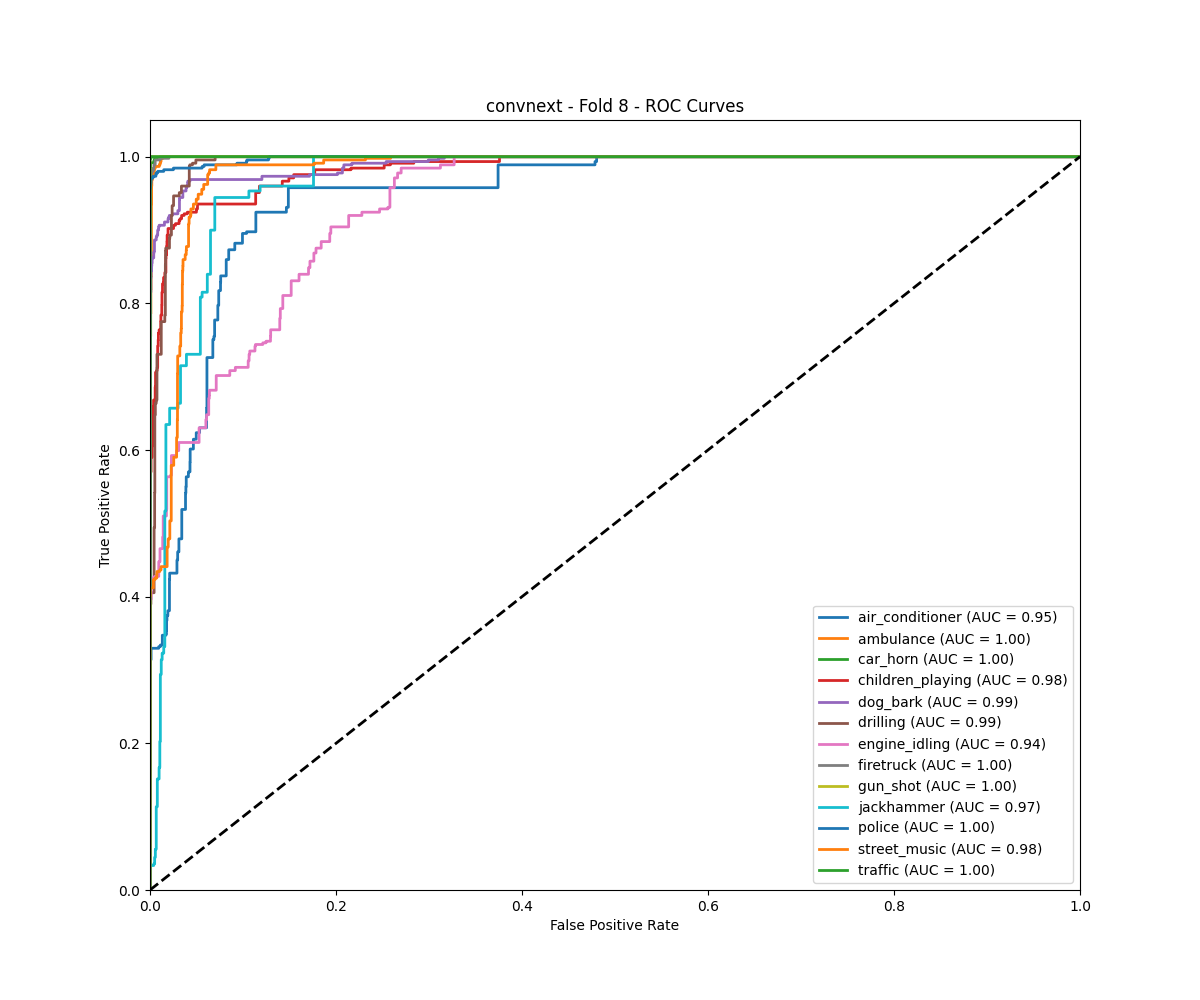 convnext - Fold 8 - ROC Curves
1.0
0.8
0.6
0.4
0.2
0.0
True Positive Rate
0.0 0.2 0.4 0.6 0.8 1.0
False Positive Rate
air_conditioner (AUC = 0.95)
ambulance (AUC = 1.00)
car_horn (AUC = 1.00)
children_playing (AUC = 0.98)
dog_bark (AUC = 0.99)
drilling (AUC = 0.99)
engine_idling (AUC = 0.94)
firetruck (AUC = 1.00)
gun_shot (AUC = 1.00)
jackhammer (AUC = 0.97)
police (AUC = 1.00)
street_music (AUC = 0.98)
traffic (AUC = 1.00)